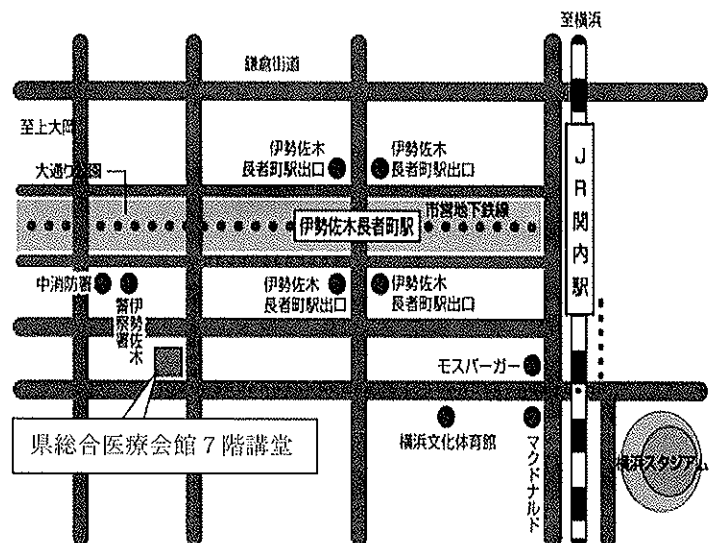 至横浜
鎌倉街道
至上大岡
大通り公園
伊勢佐木
長者町駅出口
伊勢佐木
長者町駅出口
JR関内駅
市営地下鉄線
伊勢佐木長者町駅
中消防署
伊勢佐木
警察署
伊勢佐木
長者町駅出口
伊勢佐木
長者町駅出口
モスバーガー
県総合医療会館7階講堂
横浜文化体育館
マクドナルド
横浜スタジアム